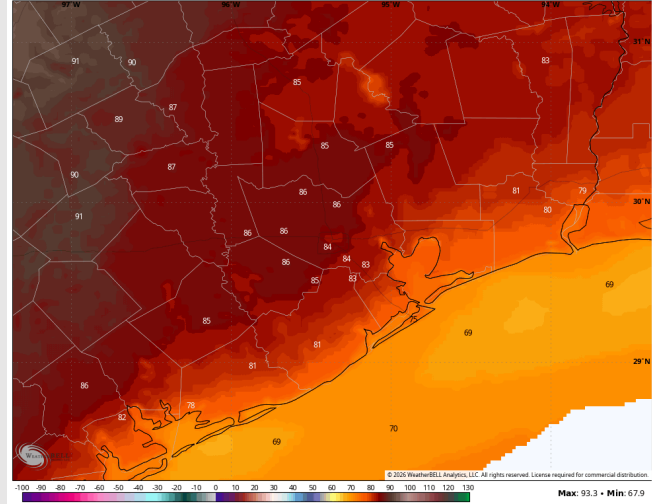 97°W 96°W 95°W 94°W
31°N
91 90 83
85
87
89
85 85
87
90
86 81 79
91 86 80 30°N
86 86
84
86 84 83
85 83
69
85 75
69
81
29°N
81
86
78
82
70
69
© 2026 WeatherBELL Analytics, LLC. All rights reserved. License required for commercial distribution.
-100 -90 -80 -70 -60 -50 -40 -30 -20 -10 0 10 20 30 40 50 60 70 80 90 100 110 120 130
Max: 93.3 • Min: 67.9